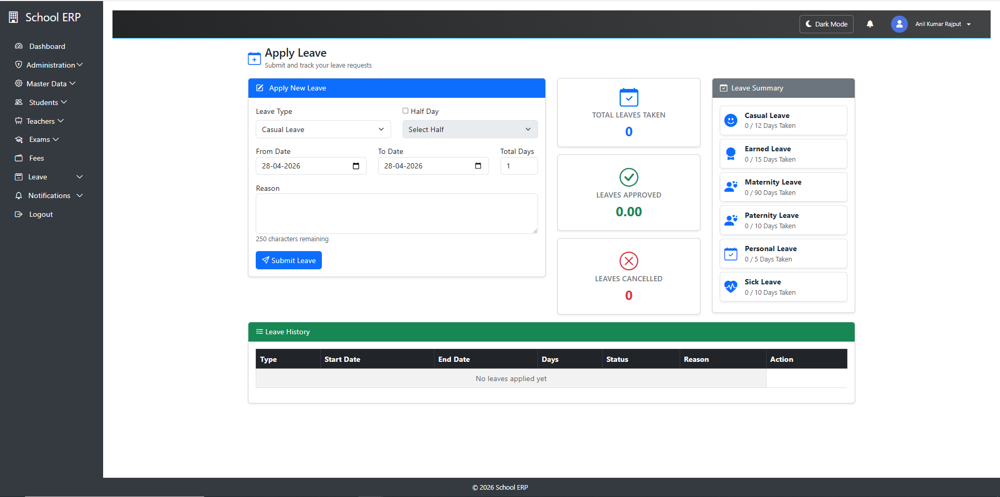 School ERP
Dashboard
Administration
Master Data
Students
Teachers
Exams
Fees
Leave
Notifications
Logout
Dark Mode
Anil Kumar Rajput
Apply Leave
Submit and track your leave requests
Apply New Leave
Leave Type
Half Day
Casual Leave
Select Half
From Date
To Date
Total Days
28-04-2026
28-04-2026
1
Reason
250 characters remaining
Submit Leave
TOTAL LEAVES TAKEN
0
LEAVES APPROVED
0.00
LEAVES CANCELLED
0
Leave Summary
Casual Leave
0 / 12 Days Taken
Earned Leave
0 / 15 Days Taken
Maternity Leave
0 / 90 Days Taken
Paternity Leave
0 / 10 Days Taken
Personal Leave
0 / 5 Days Taken
Sick Leave
0 / 10 Days Taken
Leave History
Type Start Date End Date Days Status Reason Action
No leaves applied yet
© 2026 School ERP